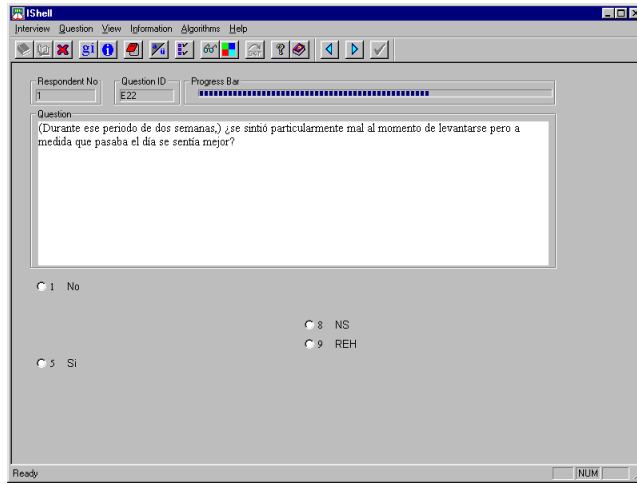 IShell
Interview Question View Information Algorithms Help
gi
Respondent No
1
Question ID
E22
Progress Bar
Question
(Durante ese periodo de dos semanas,) ¿se sintió particularmente mal al momento de levantarse pero a
medida que pasaba el día se sentía mejor?
1 No
8 NS
9 REH
5 Si
Ready
NUM